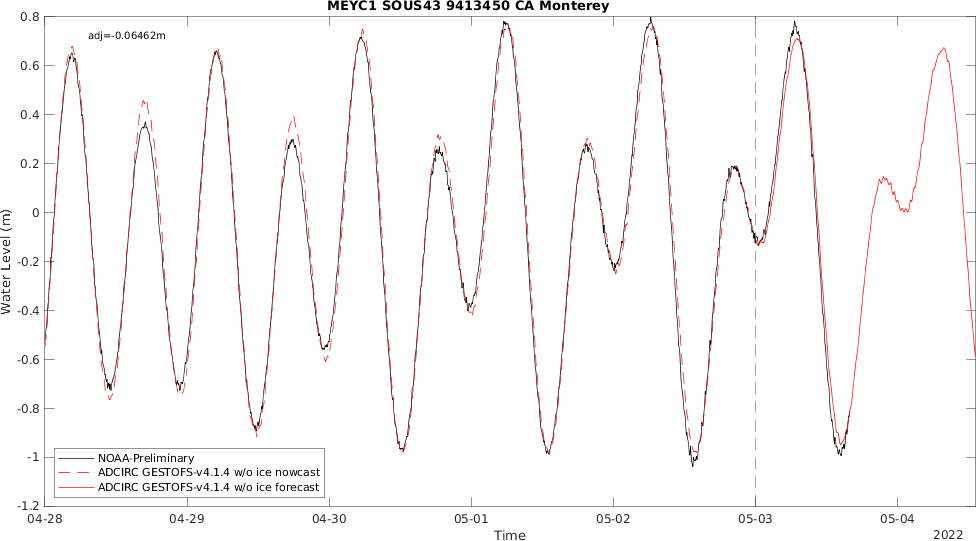 MEYC1 SOUS43 9413450 CA Monterey
adj=-0.06462m
0.8
0.6
0.4
0.2
0
-0.2
-0.4
-0.6
-0.8
-1
-1.2
Water Level (m)
NOAA-Preliminary
ADCIRC GESTOFS-v4.1.4 w/o ice nowcast
ADCIRC GESTOFS-v4.1.4 w/o ice forecast
04-28 04-29 04-30 05-01 05-02 05-03 05-04
Time
2022